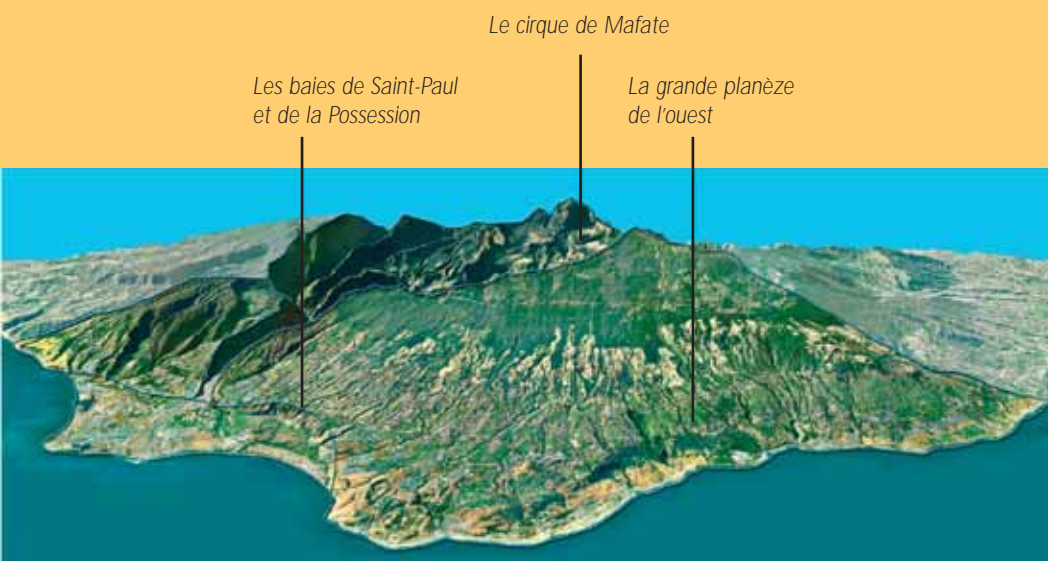 Le cirque de Mafate
Les baies de Saint-Paul
et de la Possession
La grande planèze
de l'ouest